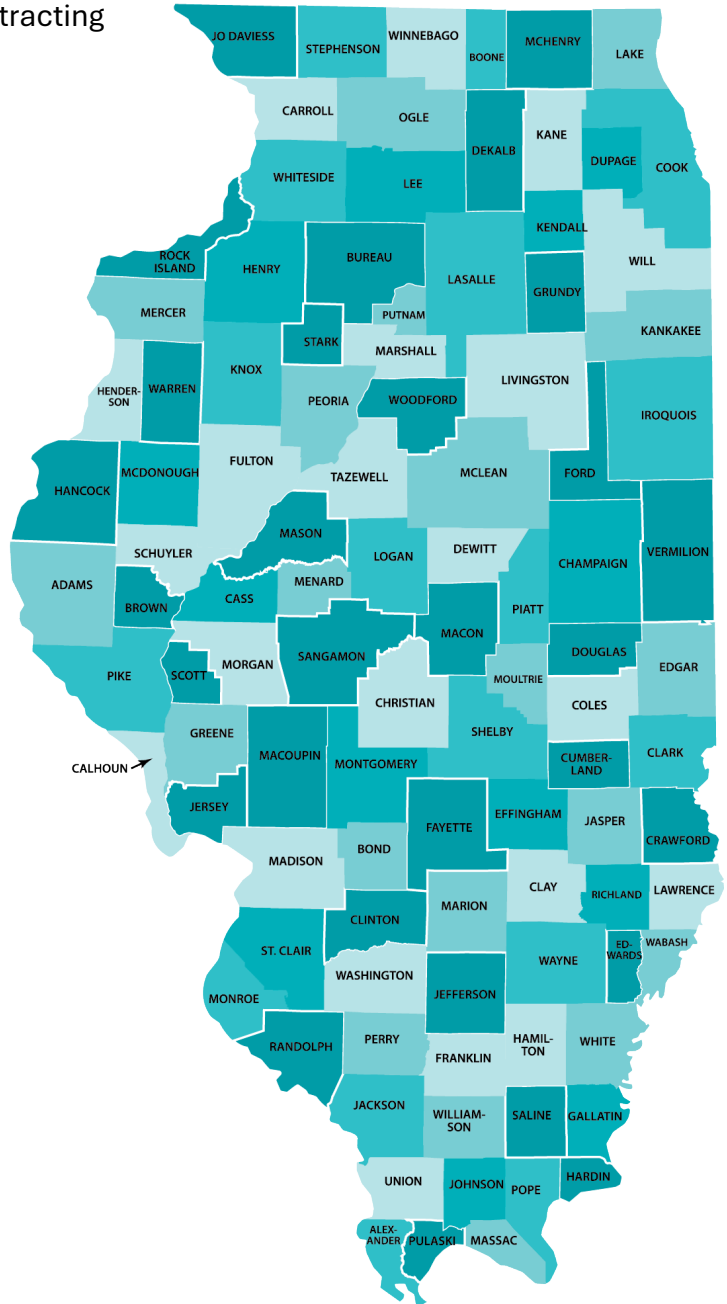 tracting
JO DAVIESS
STEPHENSON
WINNEBAGO
BOONE
MCHENRY
LAKE
CARROLL
OGLE
DEKALB
KANE
DUPAGE
COOK
WHITESIDE
LEE
KENDALL
WILL
ROCK
ISLAND
HENRY
BUREAU
LASALLE
GRUNDY
MERCER
PUTNAM
KANKAKEE
STARK
MARSHALL
HENDER-
SON
WARREN
KNOX
PEORIA
WOODFORD
LIVINGSTON
IROQUOIS
HANCOCK
MCDONOUGH
FULTON
TAZEWELL
MCLEAN
FORD
SCHUYLER
MASON
LOGAN
DEWITT
CHAMPAIGN
VERMILION
ADAMS
BROWN
CASS
MENARD
PIATT
MACON
PIKE
SCOTT
MORGAN
SANGAMON
CHRISTIAN
MOULTRIE
DOUGLAS
EDGAR
COLES
CALHOUN
GREENE
MACOUPIN
MONTGOMERY
SHELBY
CUMBER-
LAND
CLARK
JERSEY
FAYETTE
EFFINGHAM
JASPER
CRAWFORD
MADISON
BOND
CLAY
RICHLAND
LAWRENCE
MARION
CLINTON
ST. CLAIR
WASHINGTON
JEFFERSON
WAYNE
ED-
WARDS
WABASH
MONROE
RANDOLPH
PERRY
FRANKLIN
HAMIL-
TON
WHITE
JACKSON
WILLIAM-
SON
SALINE
GALLATIN
UNION
JOHNSON
POPE
HARDIN
ALEX-
ANDER
PULASKI
MASSAC